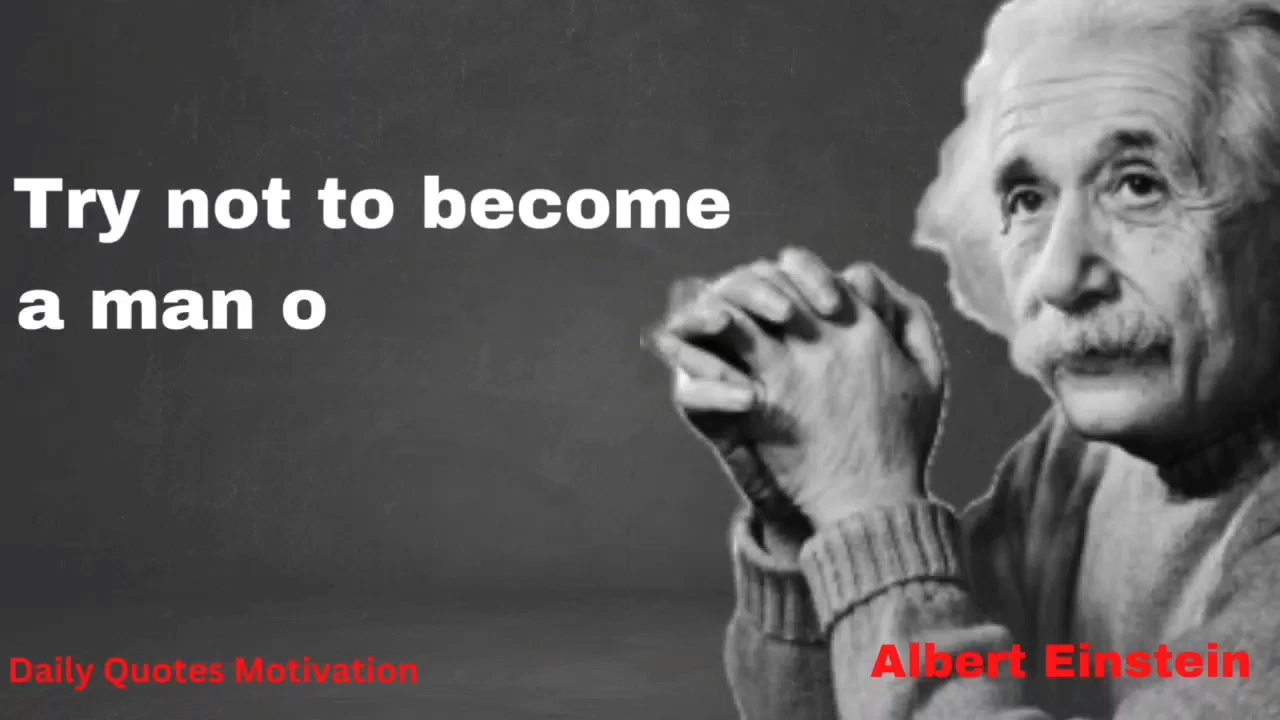 Try not to become
a man o
Daily Quotes Motivation
Albert Einstein